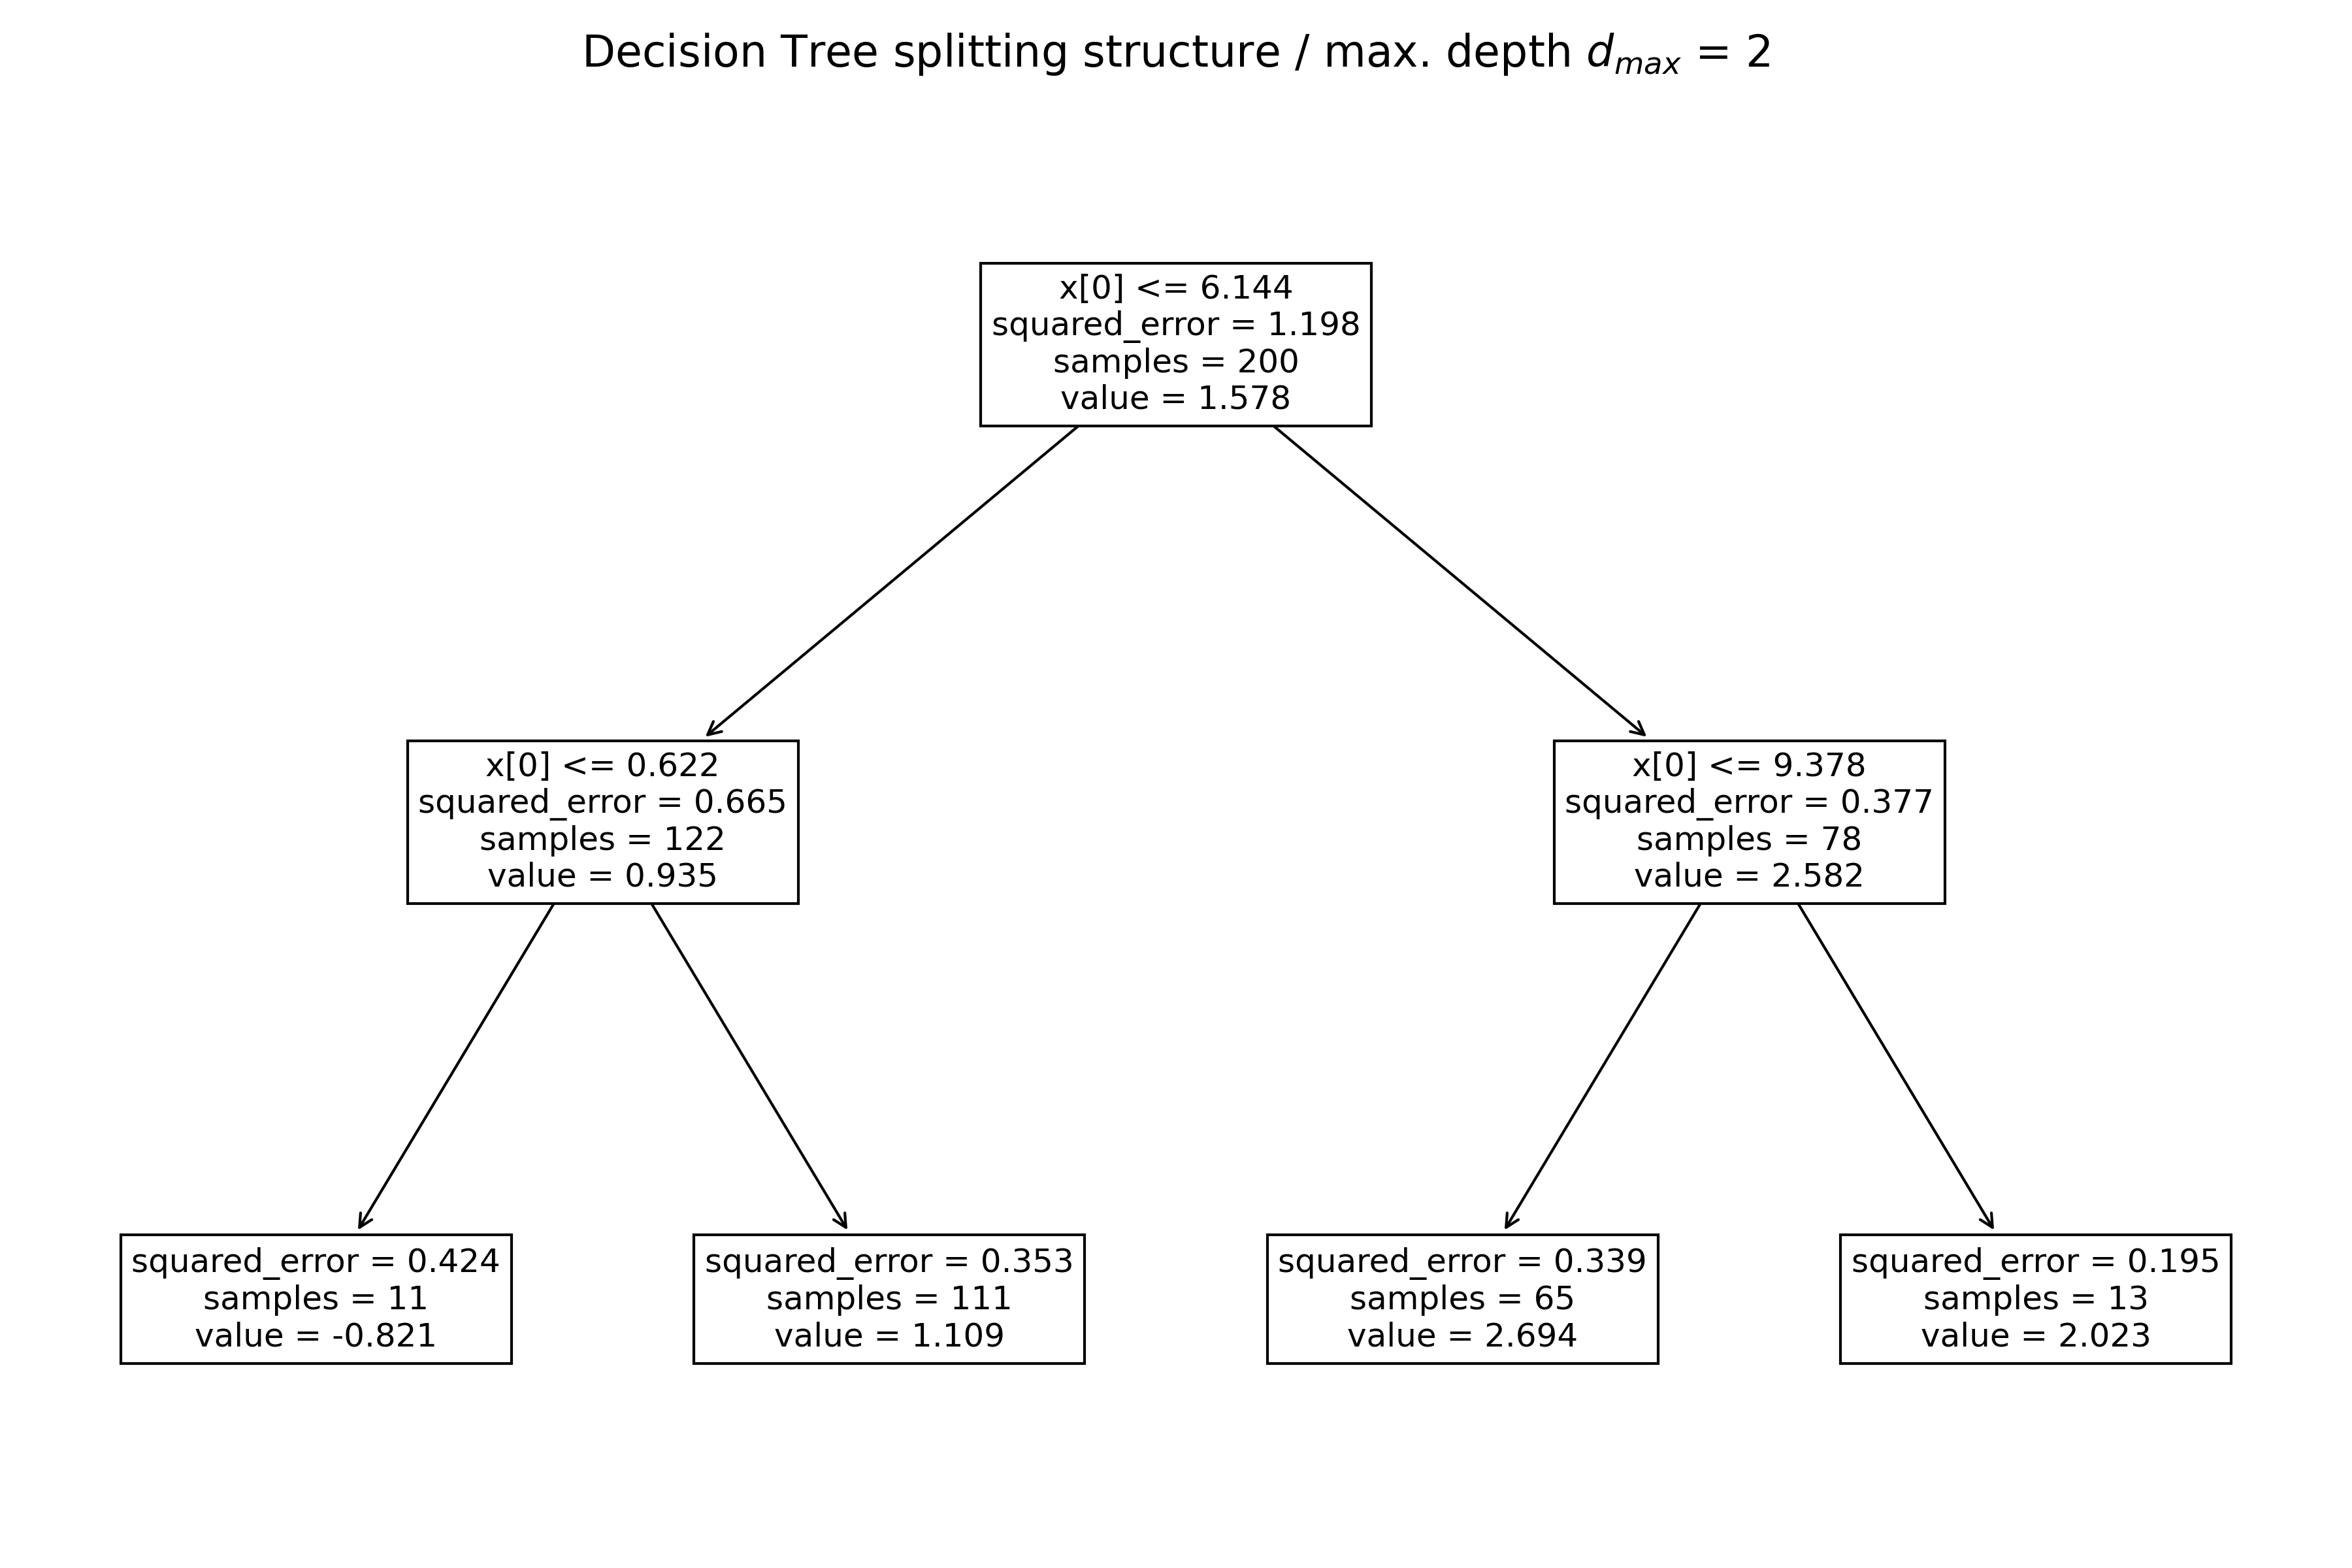 Decision Tree splitting structure / max. depth d_max = 2
x[0] <= 6.144
squared_error = 1.198
samples = 200
value = 1.578
x[0] <= 0.622
squared_error = 0.665
samples = 122
value = 0.935
x[0] <= 9.378
squared_error = 0.377
samples = 78
value = 2.582
squared_error = 0.424
samples = 11
value = -0.821
squared_error = 0.353
samples = 111
value = 1.109
squared_error = 0.339
samples = 65
value = 2.694
squared_error = 0.195
samples = 13
value = 2.023